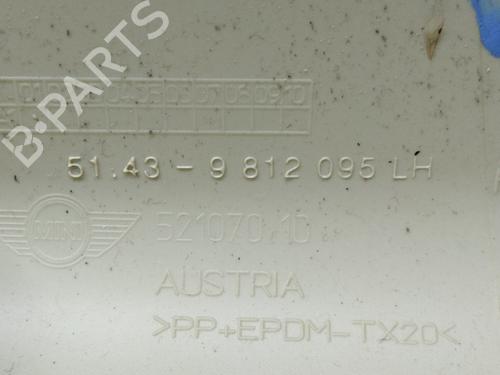 B-PARTS
51.43 - 9 812 095 LH
MINI
521070 10
AUSTRIA
>PP+EPDM-TX20<